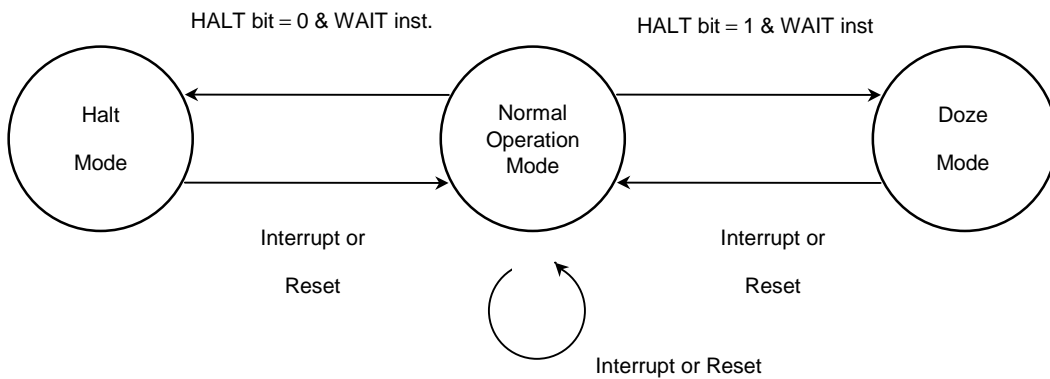 HALT bit = 0 & WAIT inst.
HALT bit = 1 & WAIT inst
Halt
Mode
Normal
Operation
Mode
Doze
Mode
Interrupt or
Reset
Interrupt or
Reset
Interrupt or Reset